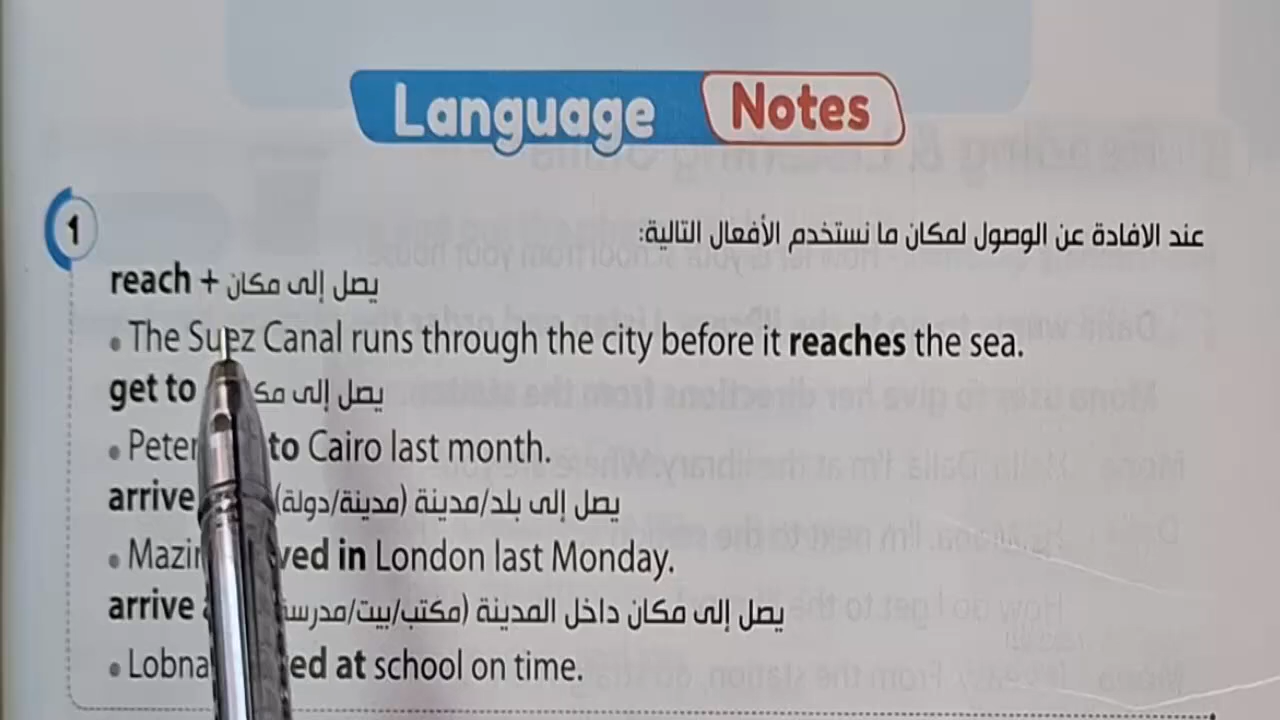 Language Notes
1 عند الافادة عن الوصول لمكان ما نستخدم الأفعال التالية:
reach + يصل إلى مكان
• The Suez Canal runs through the city before it reaches the sea.
get to يصل إلى
• Peter to Cairo last month.
arrive يصل إلى بلد/مدينة (مدينة/دولة)
• in London last Monday.
arrive يصل إلى مكان داخل المدينة (مكتب/بيت/مدرسة
• Lobna at school on time.